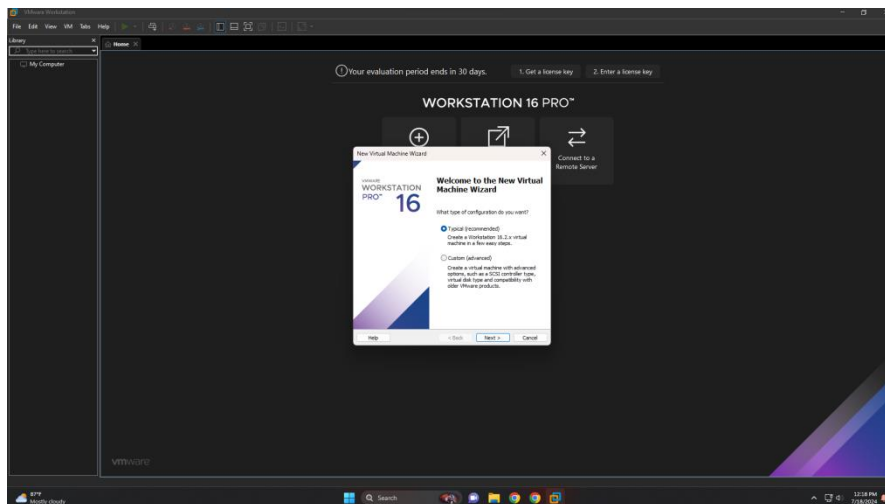 VMware Workstation
File Edit View VM Tabs Help
Library
Type here to search
Home
My Computer
Your evaluation period ends in 30 days.
1. Get a license key
2. Enter a license key
WORKSTATION 16 PRO™
Connect to a
Remote Server
New Virtual Machine Wizard
VMWARE
WORKSTATION
PRO™ 16
Welcome to the New Virtual
Machine Wizard
What type of configuration do you want?
Typical (recommended)
Create a Workstation 16.2.x virtual
machine in a few easy steps.
Custom (advanced)
Create a virtual machine with advanced
options, such as a SCSI controller type,
virtual disk type and compatibility with
older VMware products.
Help
< Back
Next >
Cancel
vmware
87°F
Mostly cloudy
Search
12:18 PM
7/18/2024